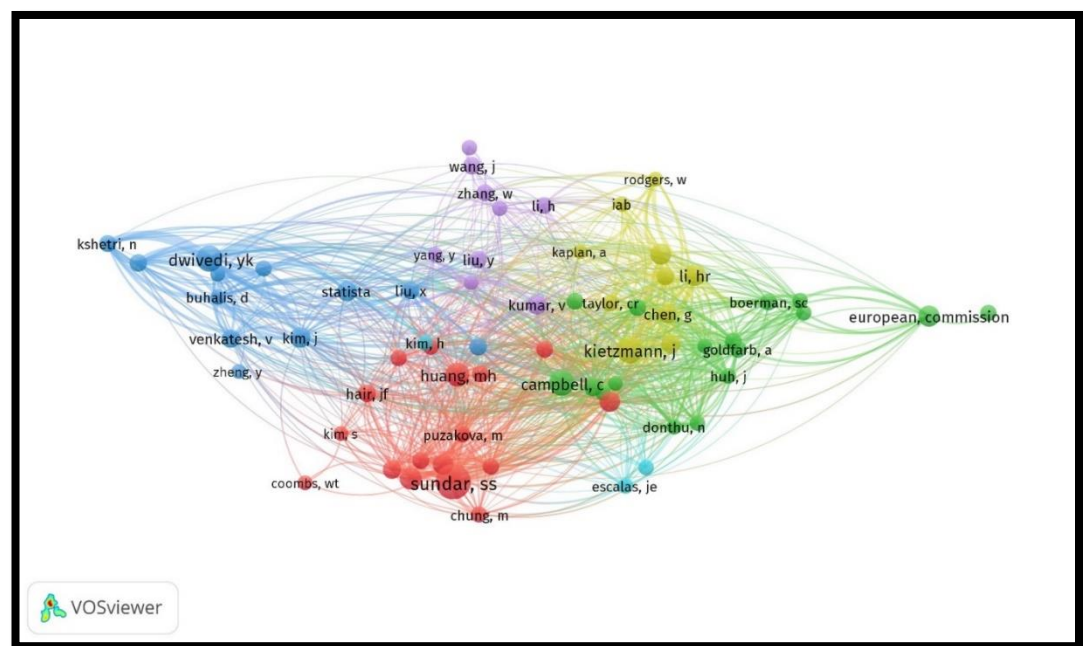 wang, j
rodgers, w
zhang, w
li, h
iab
kshetri, n
dwivedi, yk
yang, y
liu, y
kaplan, a
li, hr
buhalis, d
statista
liu, x
kumar, v
taylor, cr
chen, g
boerman, sc
european, commission
venkatesh, v
kim, j
kim, h
kietzmann, j
goldfarb, a
zheng, y
huang, mh
campbell, c
huh, j
hair, jf
kim, s
puzakova, m
donthu, n
coombs, wt
sundar, ss
escalas, je
chung, m
VOSviewer